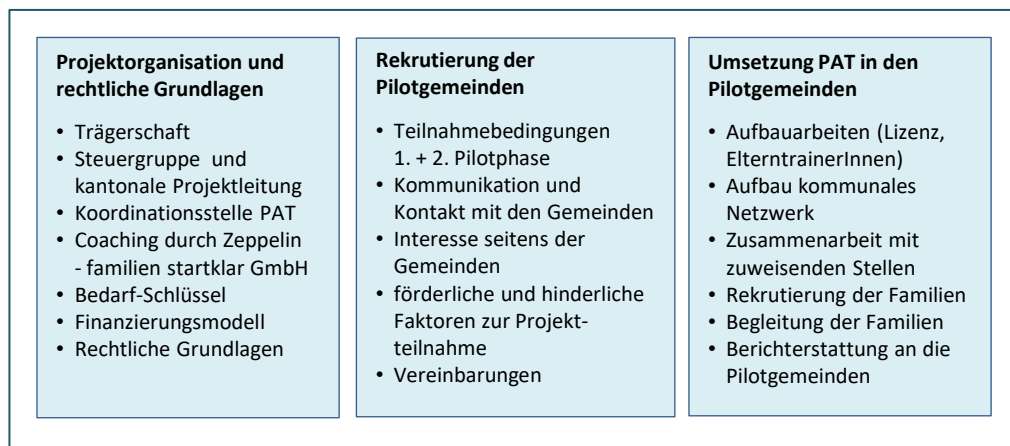 Projektorganisation und
rechtliche Grundlagen
• Trägerschaft
• Steuergruppe und
kantonale Projektleitung
• Koordinationsstelle PAT
• Coaching durch Zeppelin
- familien startklar GmbH
• Bedarf-Schlüssel
• Finanzierungsmodell
• Rechtliche Grundlagen
Rekrutierung der
Pilotgemeinden
• Teilnahmebedingungen
1. + 2. Pilotphase
• Kommunikation und
Kontakt mit den Gemeinden
• Interesse seitens der
Gemeinden
• förderliche und hinderliche
Faktoren zur Projekt-
teilnahme
• Vereinbarungen
Umsetzung PAT in den
Pilotgemeinden
• Aufbauarbeiten (Lizenz,
ElterntrainerInnen)
• Aufbau kommunales
Netzwerk
• Zusammenarbeit mit
zuweisenden Stellen
• Rekrutierung der Familien
• Begleitung der Familien
• Berichterstattung an die
Pilotgemeinden